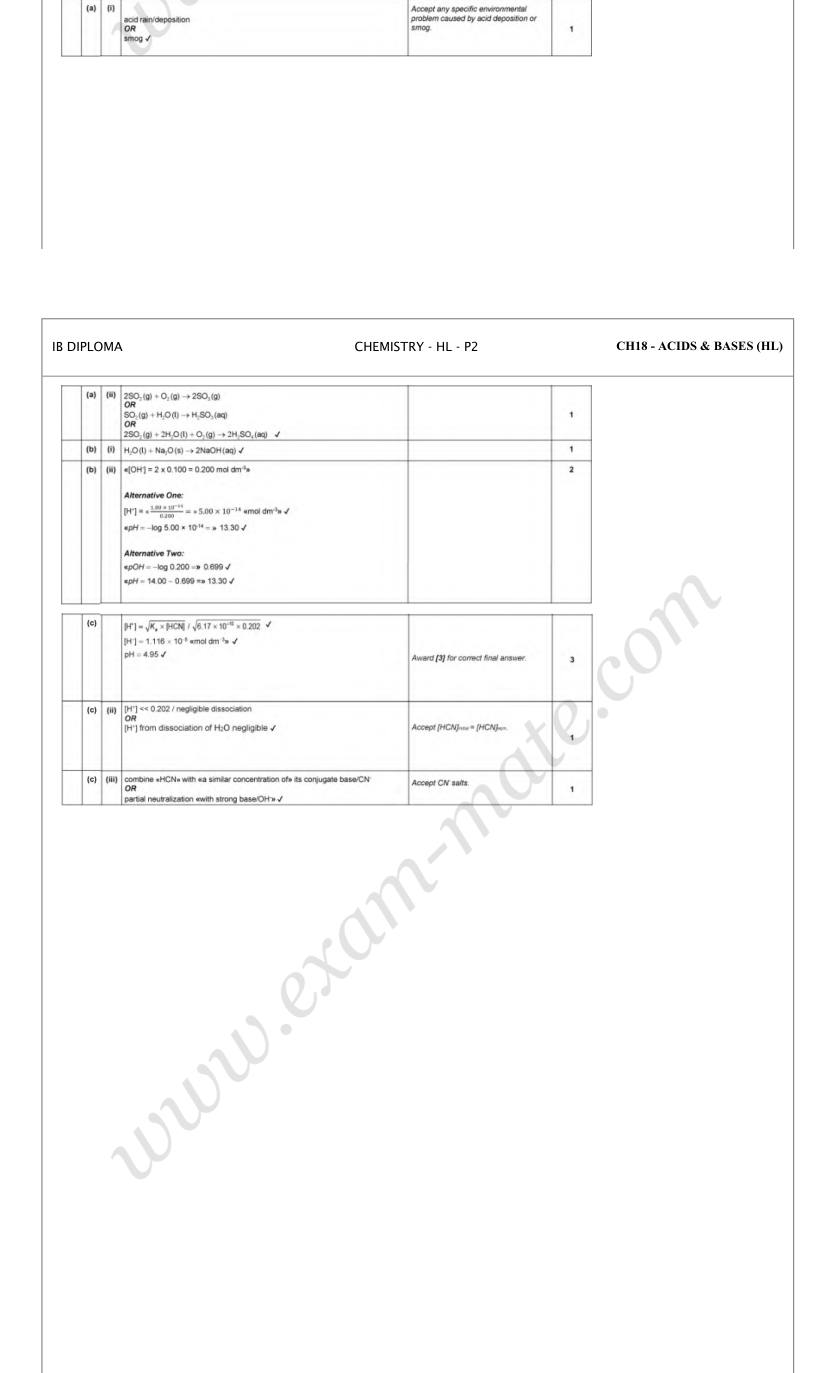 (a) (i) acid rain/deposition
OR
smog ✓
Accept any specific environmental
problem caused by acid deposition or
smog.
1
IB DIPLOMA CHEMISTRY - HL - P2 CH18 - ACIDS & BASES (HL)
(a) (ii) 2SO₂(g) + O₂(g) → 2SO₃(g)
OR
SO₂(g) + H₂O(l) → H₂SO₃(aq)
OR
2SO₂(g) + 2H₂O(l) + O₂(g) → 2H₂SO₄(aq) ✓
1
(b) (i) H₂O(l) + Na₂O(s) → 2NaOH(aq) ✓ 1
(b) (ii) «[OH⁻] = 2 x 0.100 = 0.200 mol dm⁻³» 2
Alternative One:
[H⁺] = « 1.00 × 10⁻¹⁴ / 0.200 = » 5.00 × 10⁻¹⁴ «mol dm⁻³» ✓
«pH = −log 5.00 × 10⁻¹⁴ = » 13.30 ✓
Alternative Two:
«pOH = −log 0.200 =» 0.699 ✓
«pH = 14.00 − 0.699 =» 13.30 ✓
(c) [H⁺] = √Kₐ × [HCN] / √6.17 × 10⁻¹⁰ × 0.202 ✓
[H⁺] = 1.116 × 10⁻⁵ «mol dm⁻³» ✓
pH = 4.95 ✓
Award [3] for correct final answer. 3
(c) (ii) [H⁺] << 0.202 / negligible dissociation
OR
[H⁺] from dissociation of H₂O negligible ✓
Accept [HCN] = [HCN]
1
(c) (iii) combine «HCN» with «a similar concentration of» its conjugate base/CN⁻
OR
partial neutralization «with strong base/OH⁻» ✓
Accept CN⁻ salts.
1
www.exam-mate.com